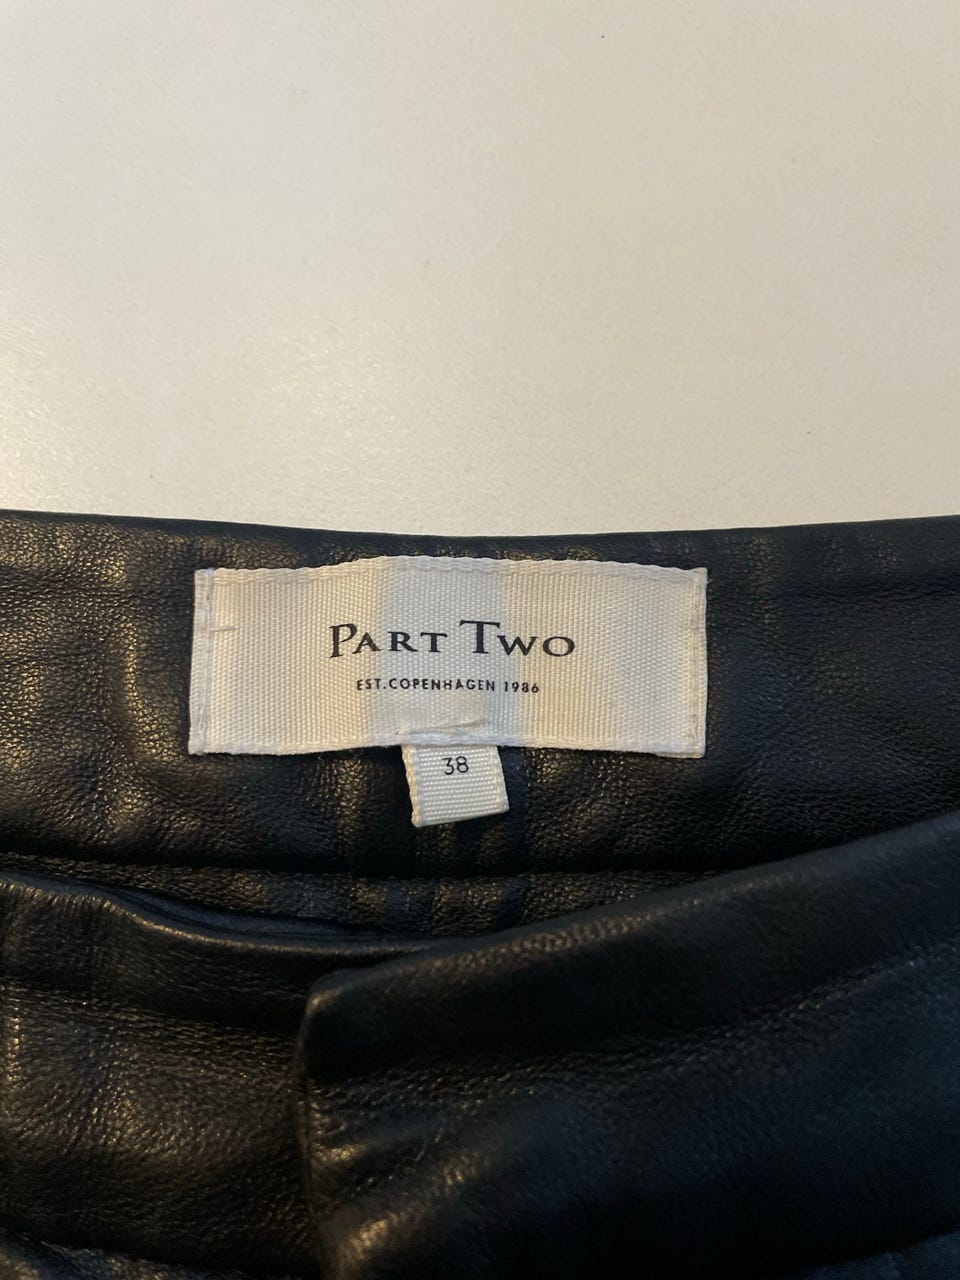 PART TWO
EST.COPENHAGEN 1986
38